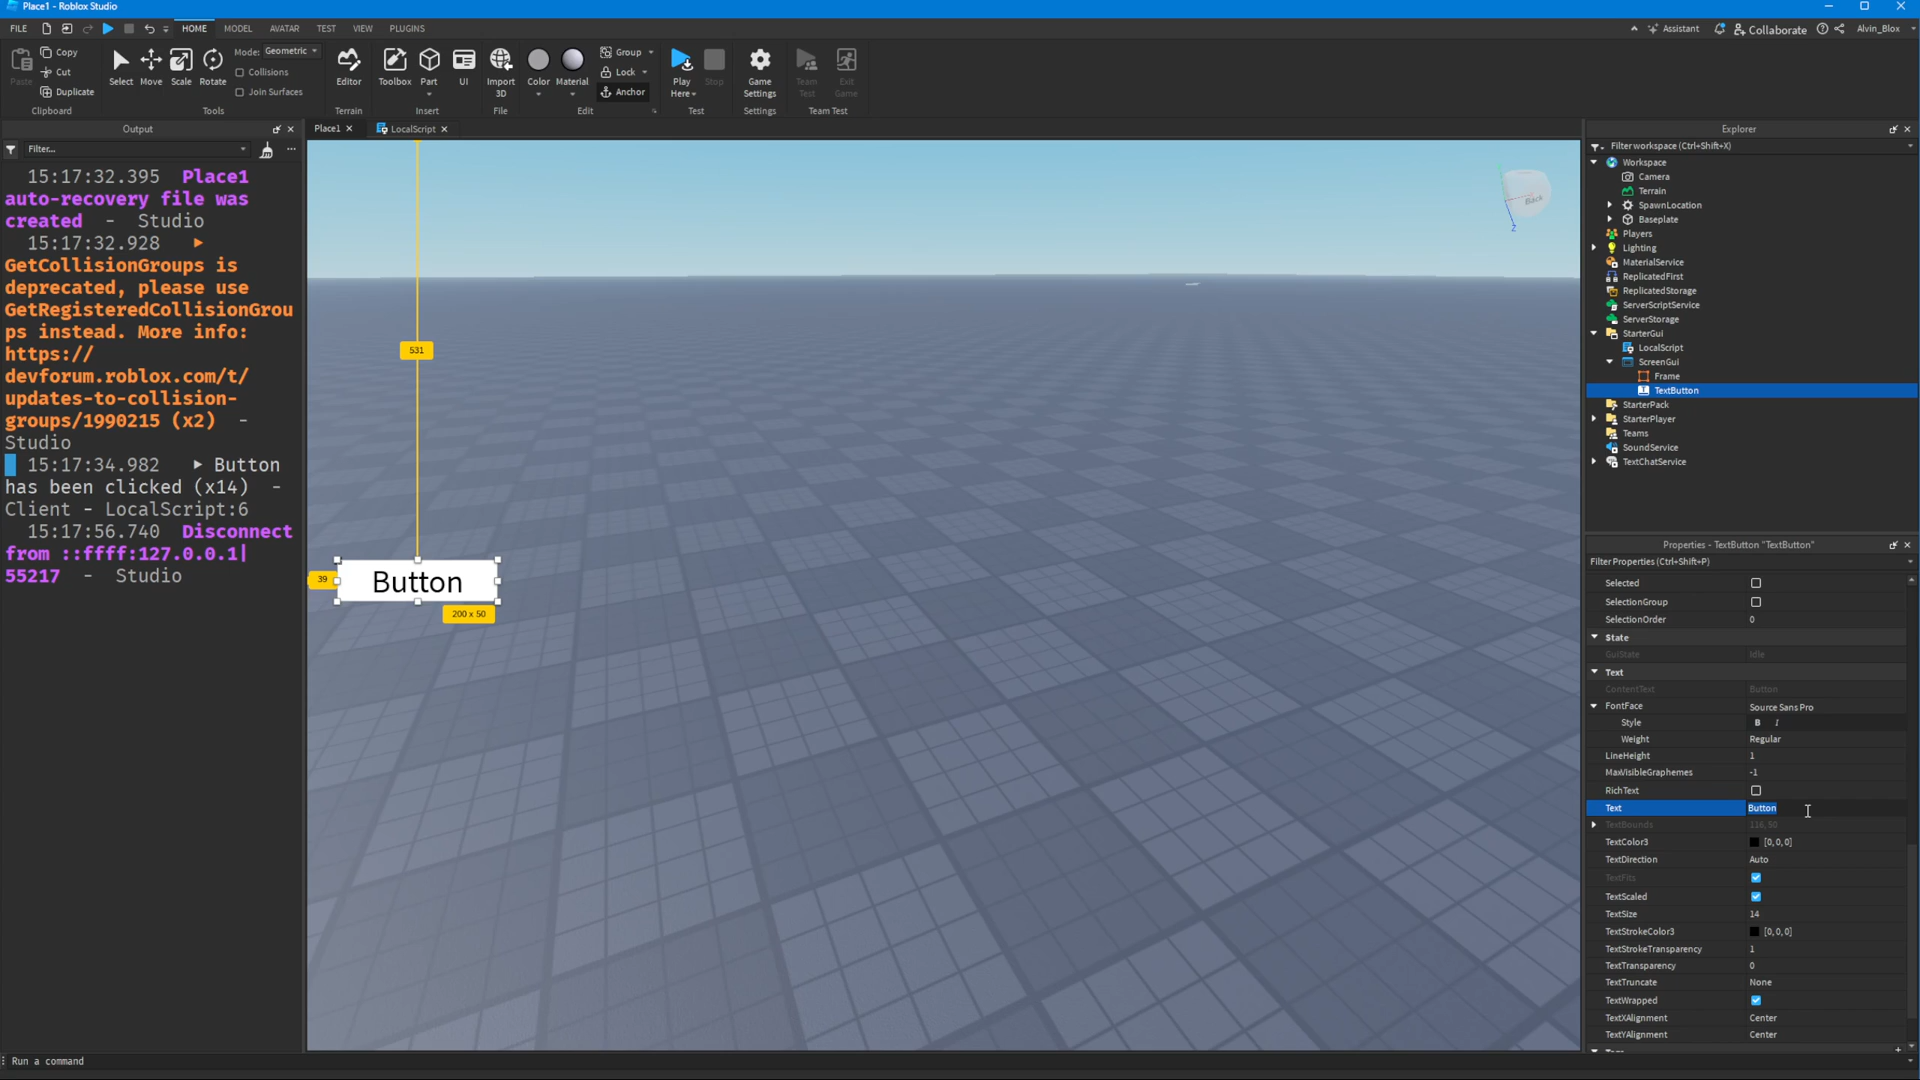 Place1 - Roblox Studio
FILE
HOME
MODEL
AVATAR
TEST
VIEW
PLUGINS
Assistant
Collaborate
Alvin_Blox
Paste
Copy
Cut
Duplicate
Clipboard
Select
Move
Scale
Rotate
Mode: Geometric
Collisions
Join Surfaces
Tools
Editor
Terrain
Toolbox
Part
UI
Insert
Import
3D
File
Color
Material
Group
Lock
Anchor
Edit
Play
Here
Stop
Test
Game
Settings
Settings
Team
Test
Exit
Game
Team Test
Output
Filter...
15:17:32.395 Place1
auto-recovery file was
created - Studio
15:17:32.928
GetCollisionGroups is
deprecated, please use
GetRegisteredCollisionGrou
ps instead. More info:
https://
devforum.roblox.com/t/
updates-to-collision-
groups/1990215 (x2) -
Studio
15:17:34.982 Button
has been clicked (x14) -
Client - LocalScript:6
15:17:56.740 Disconnect
from ::ffff:127.0.0.1|
55217 - Studio
Place1
LocalScript
531
39
Button
200 x 50
Back
Z
Explorer
Filter workspace (Ctrl+Shift+X)
Workspace
Camera
Terrain
SpawnLocation
Baseplate
Players
Lighting
MaterialService
ReplicatedFirst
ReplicatedStorage
ServerScriptService
ServerStorage
StarterGui
LocalScript
ScreenGui
Frame
TextButton
StarterPack
StarterPlayer
Teams
SoundService
TextChatService
Properties - TextButton "TextButton"
Filter Properties (Ctrl+Shift+P)
Selected
SelectionGroup
SelectionOrder 0
State
GuiState Idle
Text
ContentText Button
FontFace Source Sans Pro
Style B I
Weight Regular
LineHeight 1
MaxVisibleGraphemes -1
RichText
Text Button
TextBounds 116, 50
TextColor3 [0,0,0]
TextDirection Auto
TextFits
TextScaled
TextSize 14
TextStrokeColor3 [0,0,0]
TextStrokeTransparency 1
TextTransparency 0
TextTruncate None
TextWrapped
TextXAlignment Center
TextYAlignment Center
Run a command